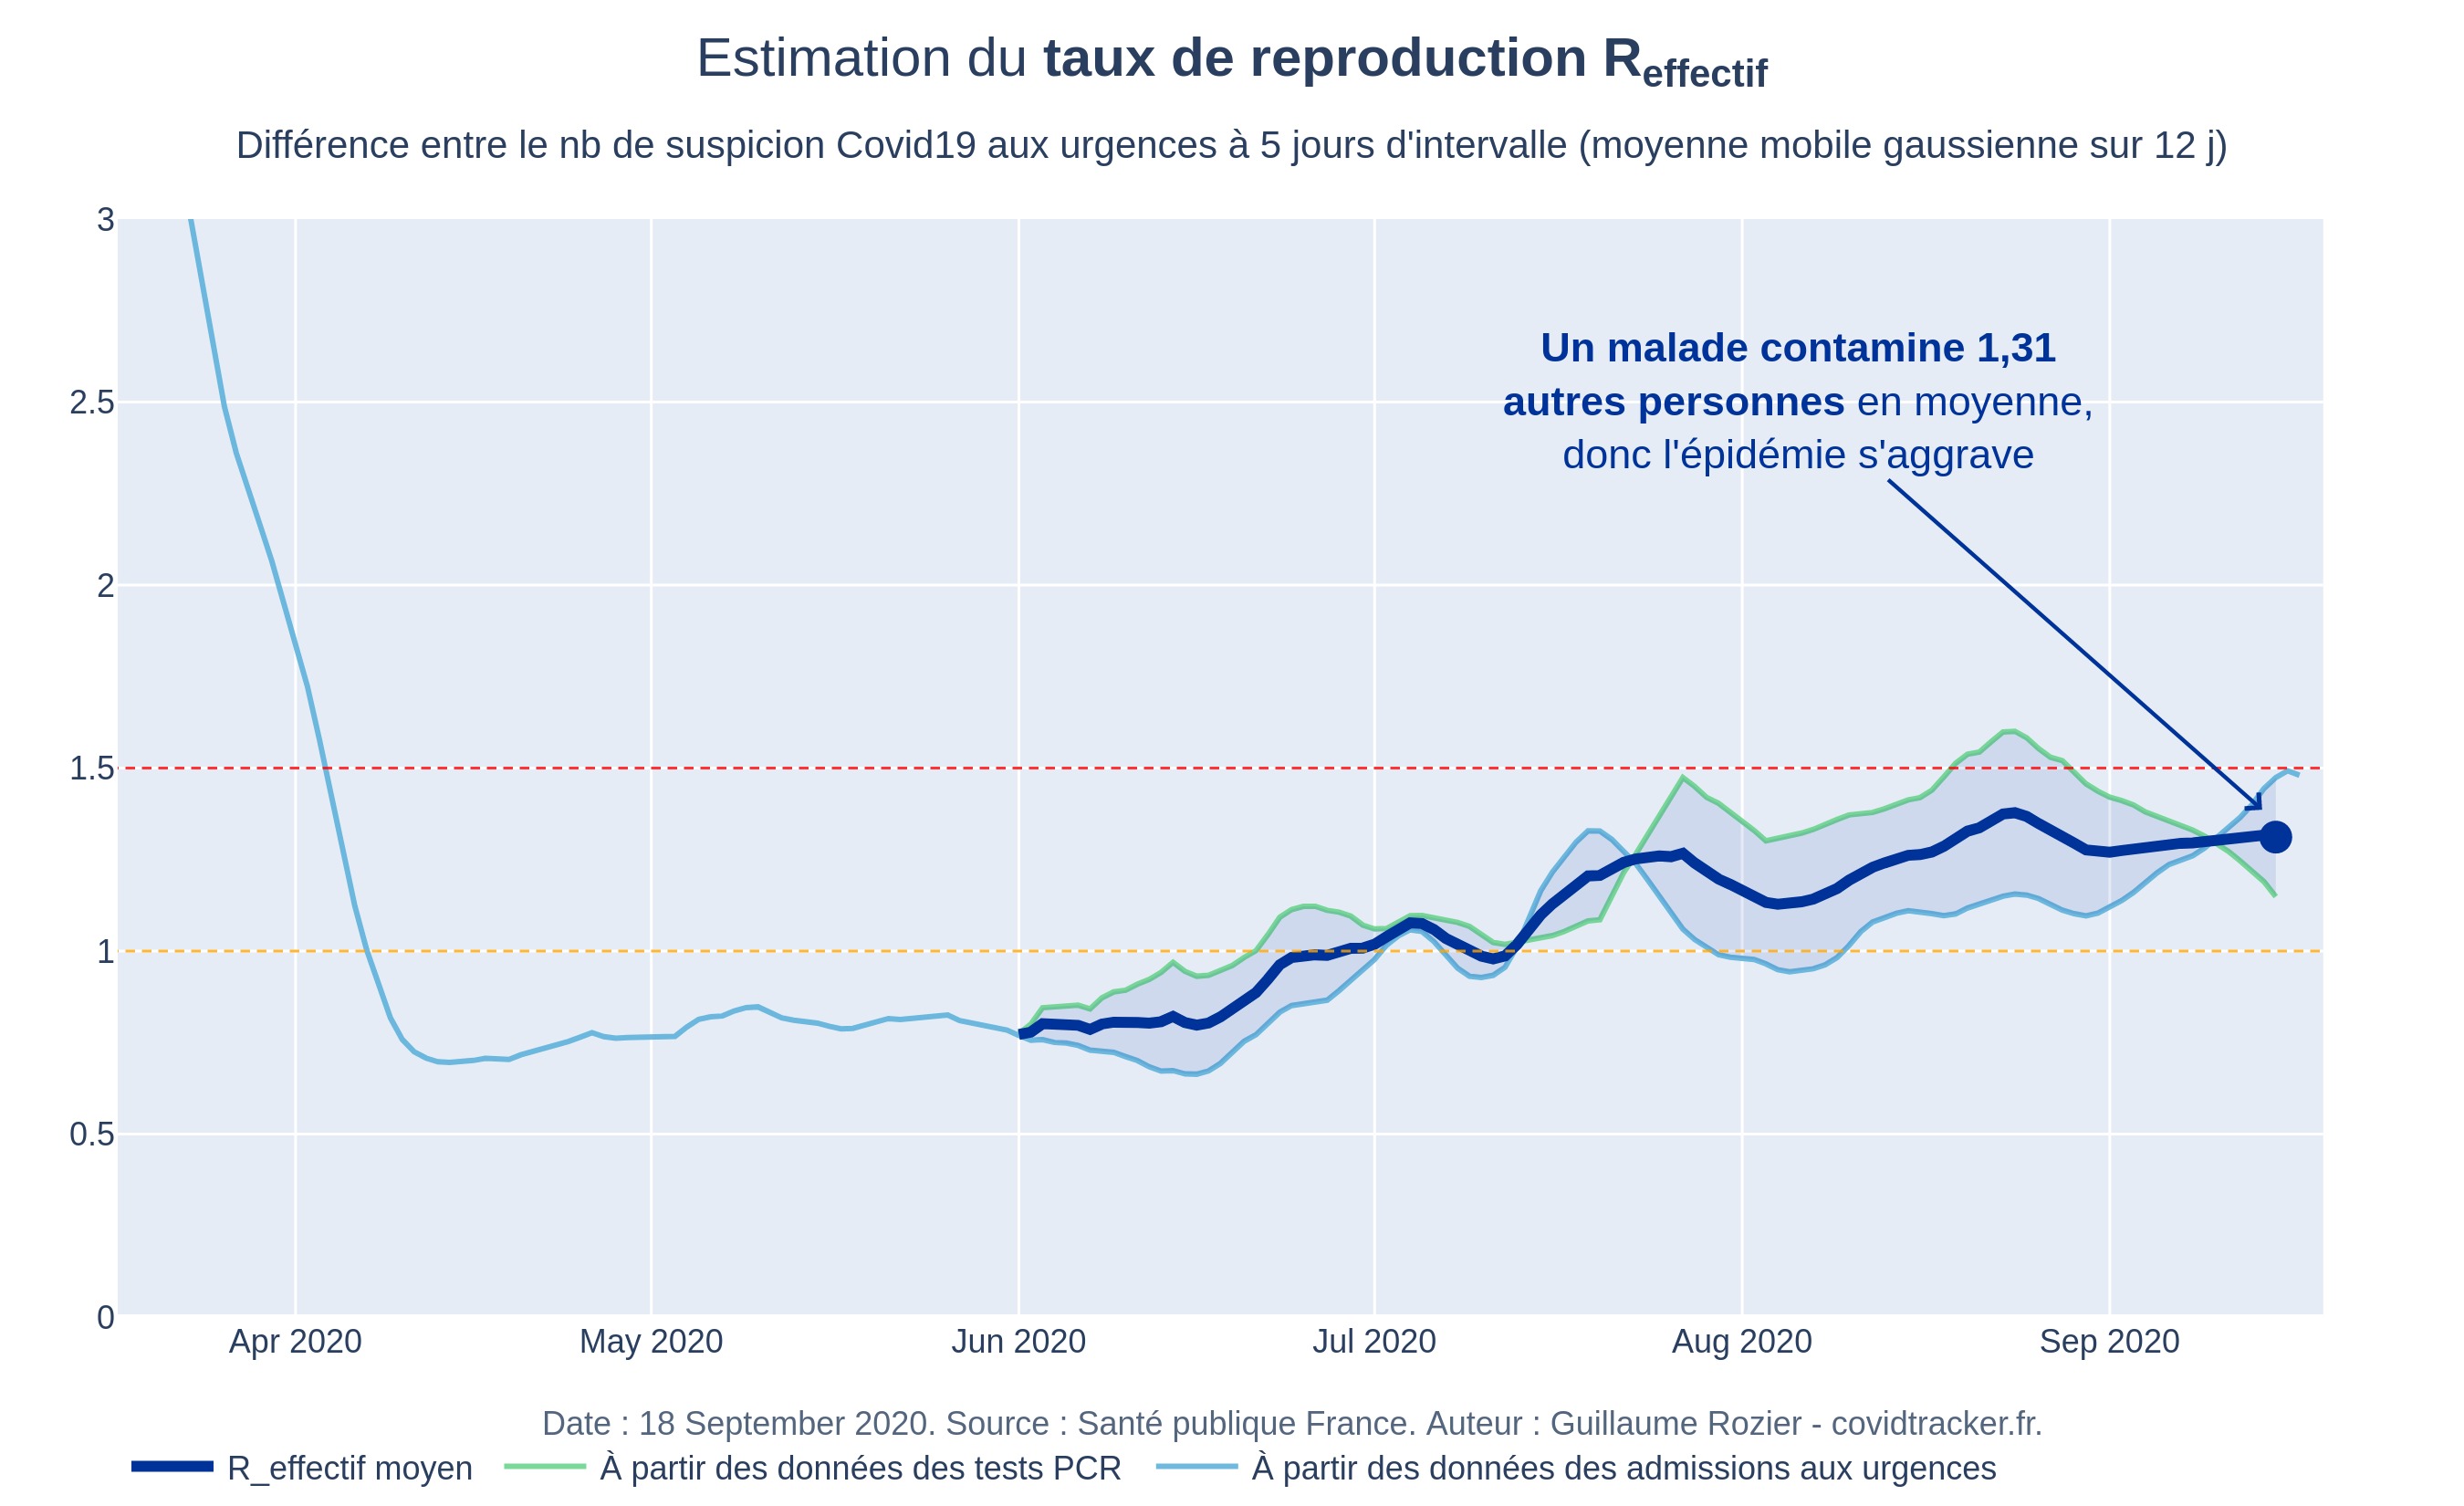 Estimation du taux de reproduction Reffectif
Différence entre le nb de suspicion Covid19 aux urgences à 5 jours d'intervalle (moyenne mobile gaussienne sur 12 j)
3
2.5
2
1.5
1
0.5
0
Un malade contamine 1,31
autres personnes en moyenne,
donc l'épidémie s'aggrave
Apr 2020 May 2020 Jun 2020 Jul 2020 Aug 2020 Sep 2020
Date : 18 September 2020. Source : Santé publique France. Auteur : Guillaume Rozier - covidtracker.fr.
R_effectif moyen À partir des données des tests PCR À partir des données des admissions aux urgences